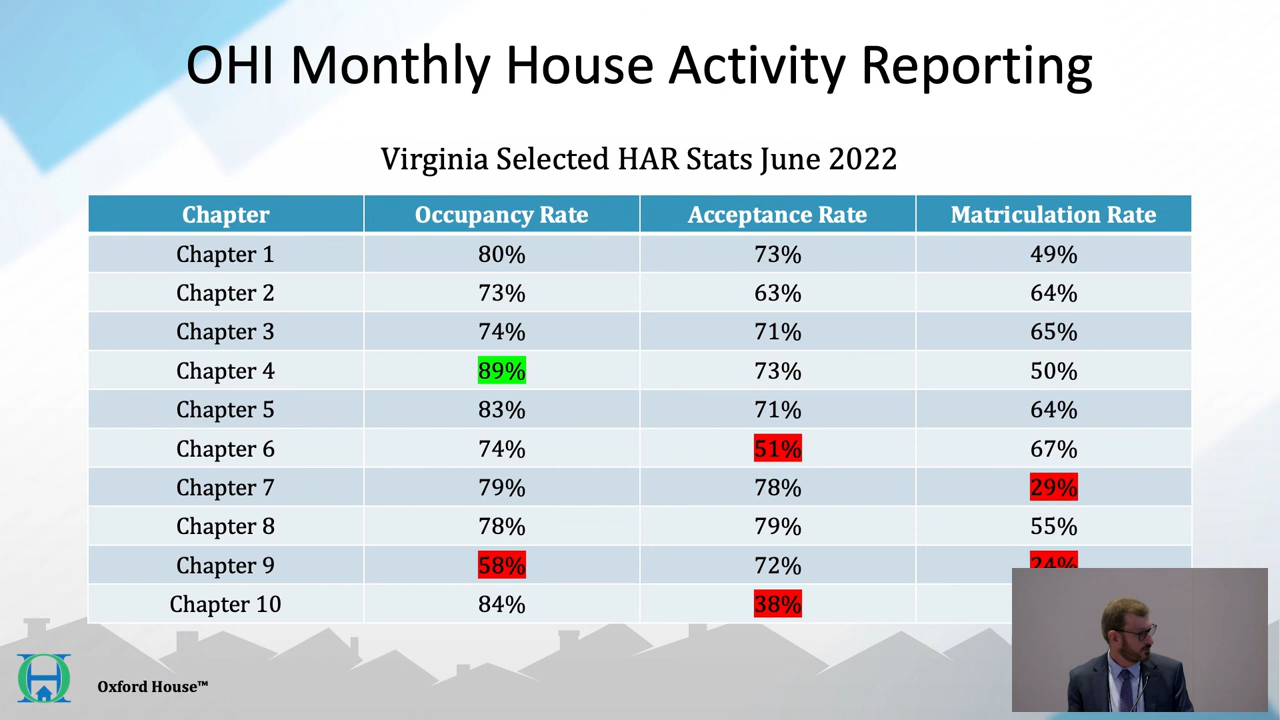 OHI Monthly House Activity Reporting
Virginia Selected HAR Stats June 2022
Chapter Occupancy Rate Acceptance Rate Matriculation Rate
Chapter 1 80% 73% 49%
Chapter 2 73% 63% 64%
Chapter 3 74% 71% 65%
Chapter 4 89% 73% 50%
Chapter 5 83% 71% 64%
Chapter 6 74% 51% 67%
Chapter 7 79% 78% 29%
Chapter 8 78% 79% 55%
Chapter 9 58% 72% 24%
Chapter 10 84% 38%
Oxford House™